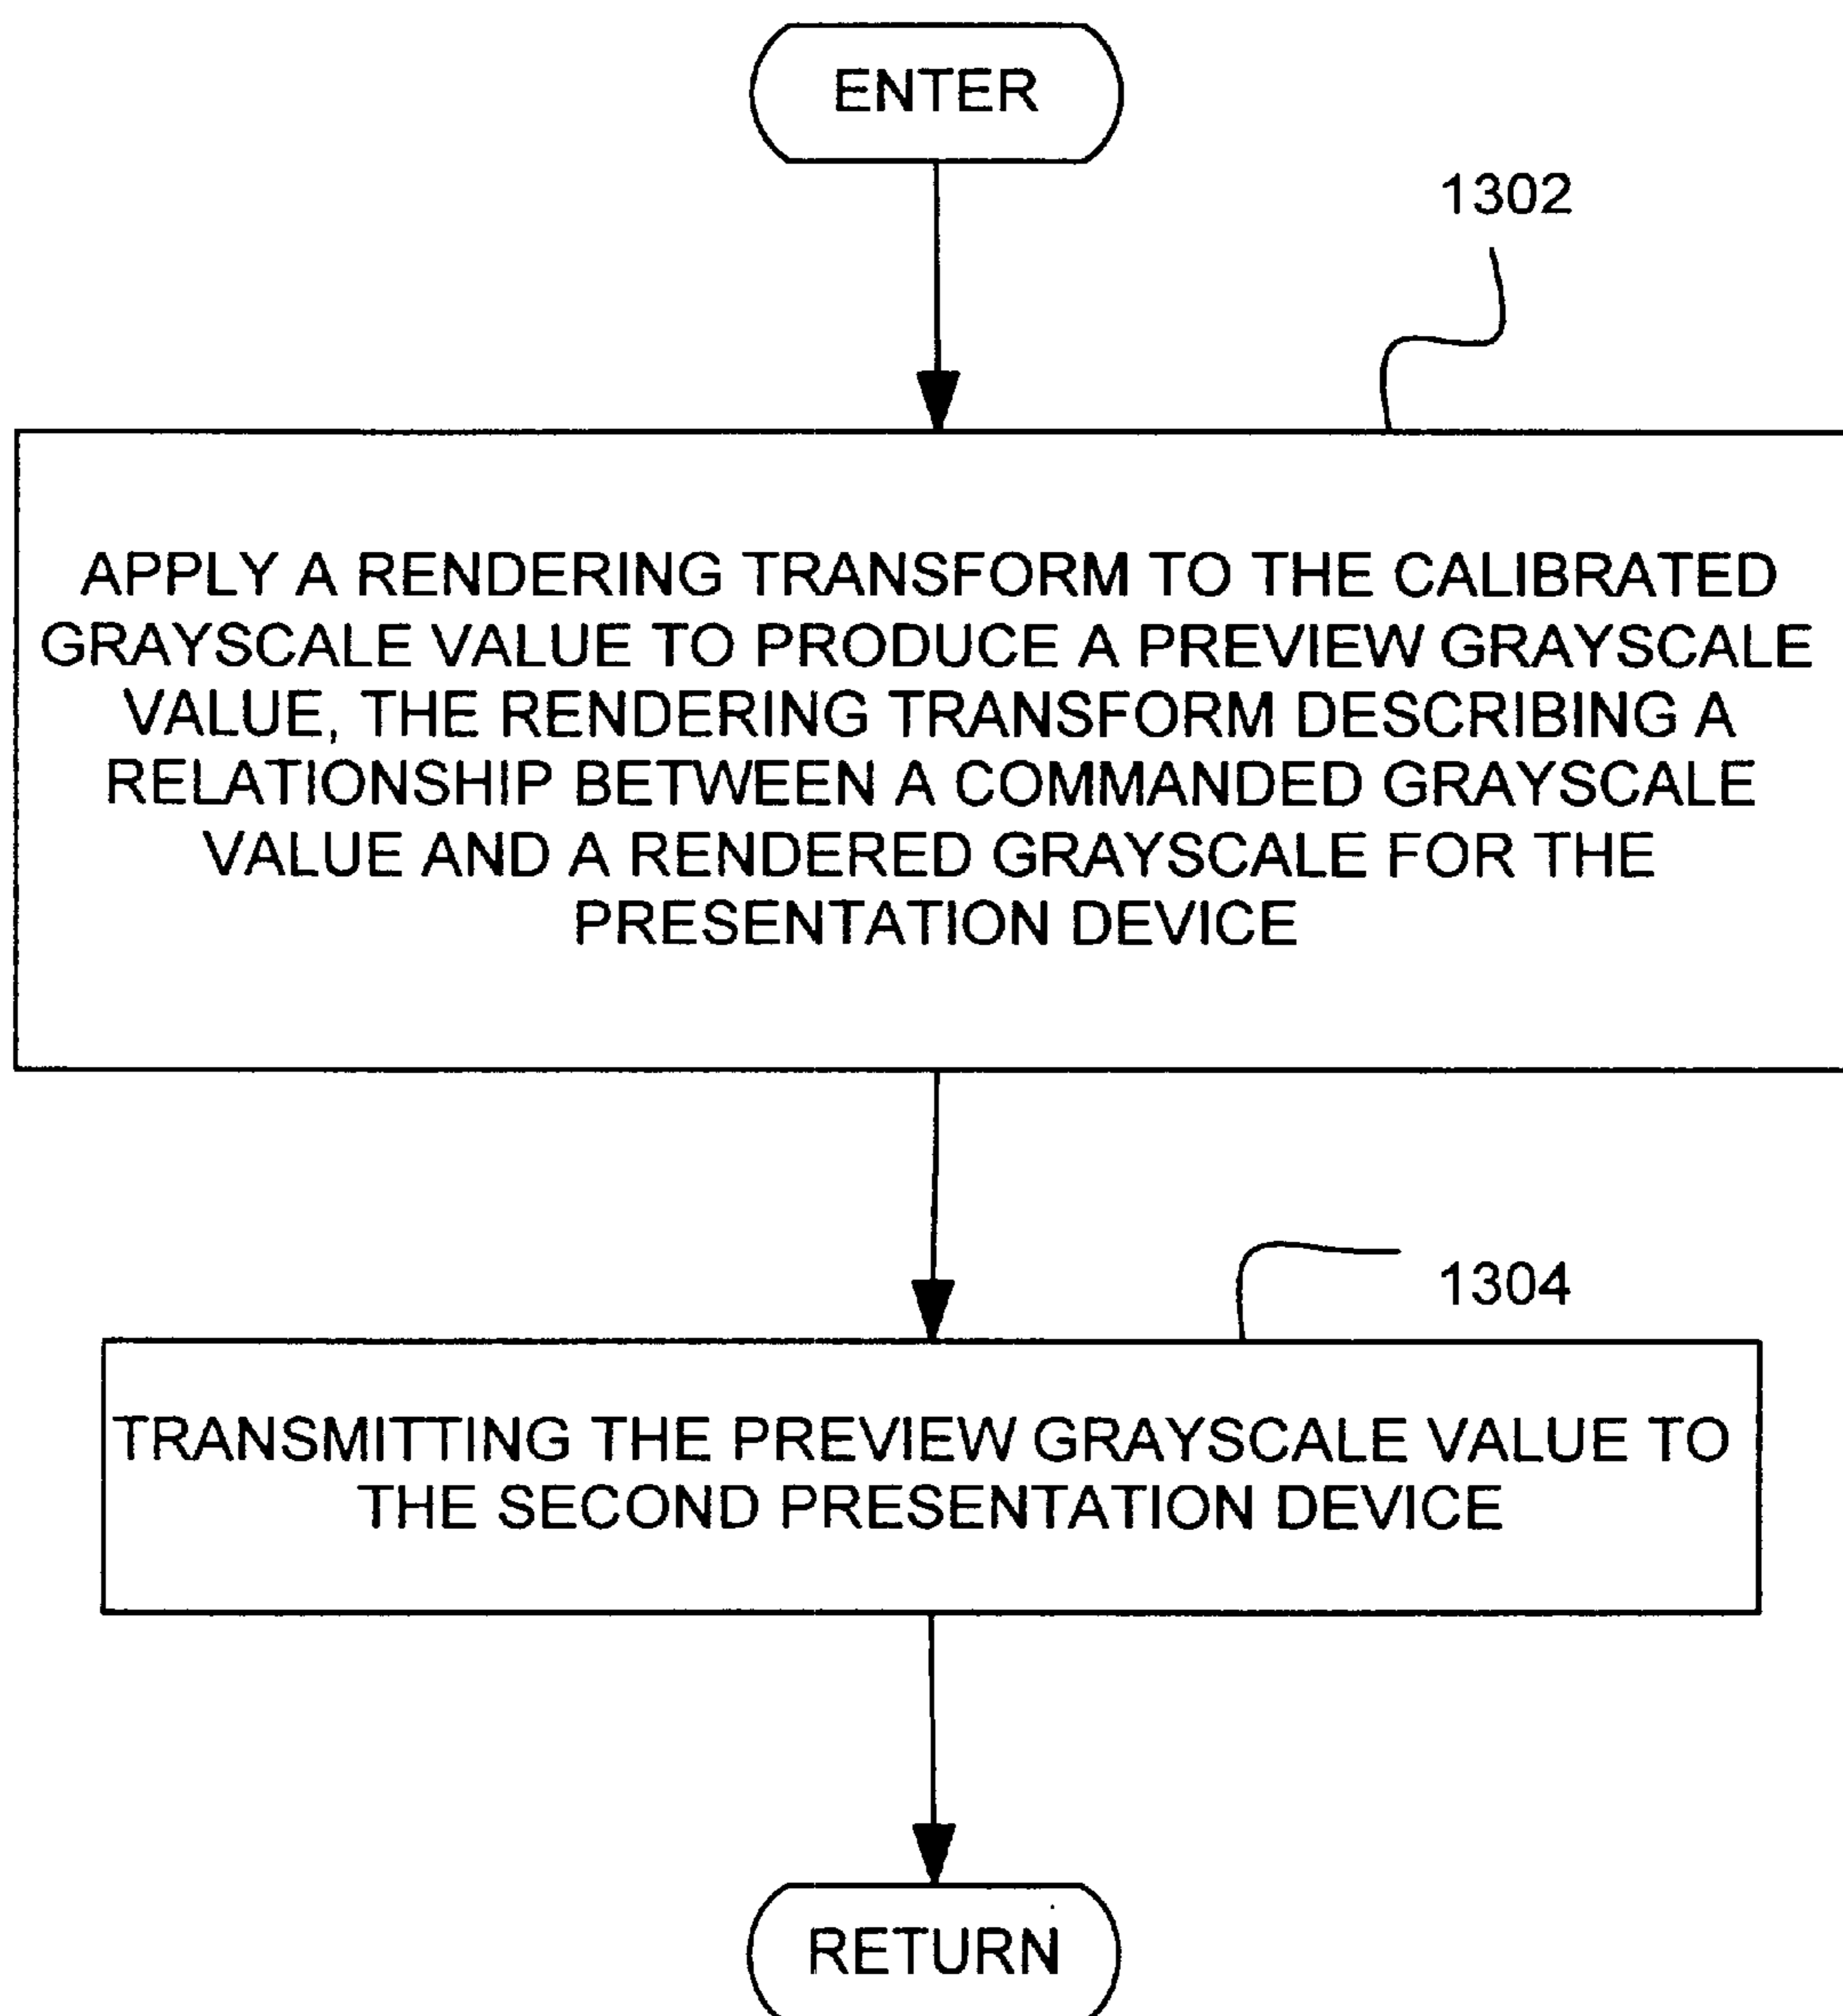 ENTER
1302
APPLY A RENDERING TRANSFORM TO THE CALIBRATED
GRAYSCALE VALUE TO PRODUCE A PREVIEW GRAYSCALE
VALUE, THE RENDERING TRANSFORM DESCRIBING A
RELATIONSHIP BETWEEN A COMMANDED GRAYSCALE
VALUE AND A RENDERED GRAYSCALE FOR THE
PRESENTATION DEVICE
1304
TRANSMITTING THE PREVIEW GRAYSCALE VALUE TO
THE SECOND PRESENTATION DEVICE
RETURN